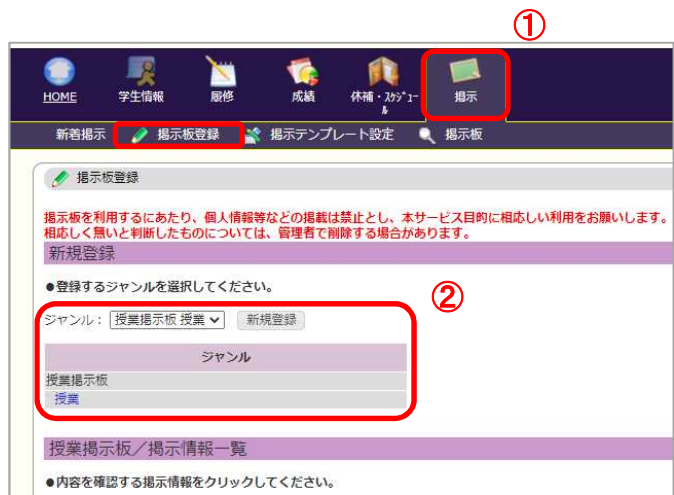 ①
HOME 学生情報 履修 成績 休補・スケジュー 掲示
ル
新着掲示 掲示板登録 掲示テンプレート設定 掲示板
掲示板登録
掲示板を利用するにあたり、個人情報等などの掲載は禁止とし、本サービス目的に相応しい利用をお願いします。
相応しく無いと判断したものについては、管理者で削除する場合があります。
新規登録
●登録するジャンルを選択してください。
②
ジャンル： 授業掲示板 授業 新規登録
ジャンル
授業掲示板
授業
授業掲示板／掲示情報一覧
●内容を確認する掲示情報をクリックしてください。